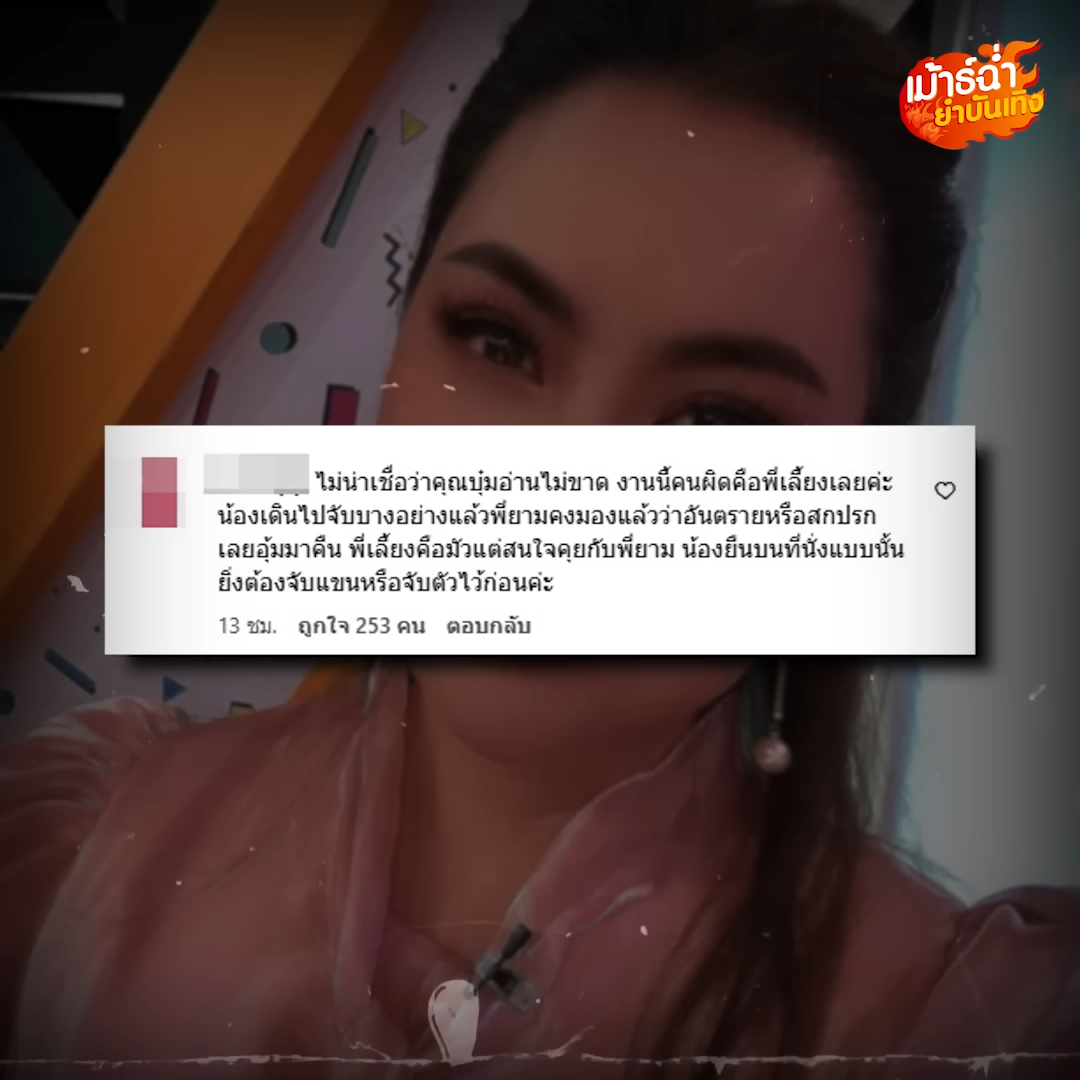 เม้าธ์ฉ่ำ
ยำบันเทิง
ไม่น่าเชื่อว่าคุณบุ๋มอ่านไม่ขาด งานนี้คนผิดคือพี่เลี้ยงเลยค่ะ
น้องเดินไปจับบางอย่างแล้วพี่ยามคงมองแล้วว่าอันตรายหรือสกปรก
เลยอุ้มมาคืน พี่เลี้ยงคือมัวแต่สนใจคุยกับพี่ยาม น้องยืนบนที่นั่งแบบนั้น
ยิ่งต้องจับแขนหรือจับตัวไว้ก่อนค่ะ
13 ชม. ถูกใจ 253 คน ตอบกลับ